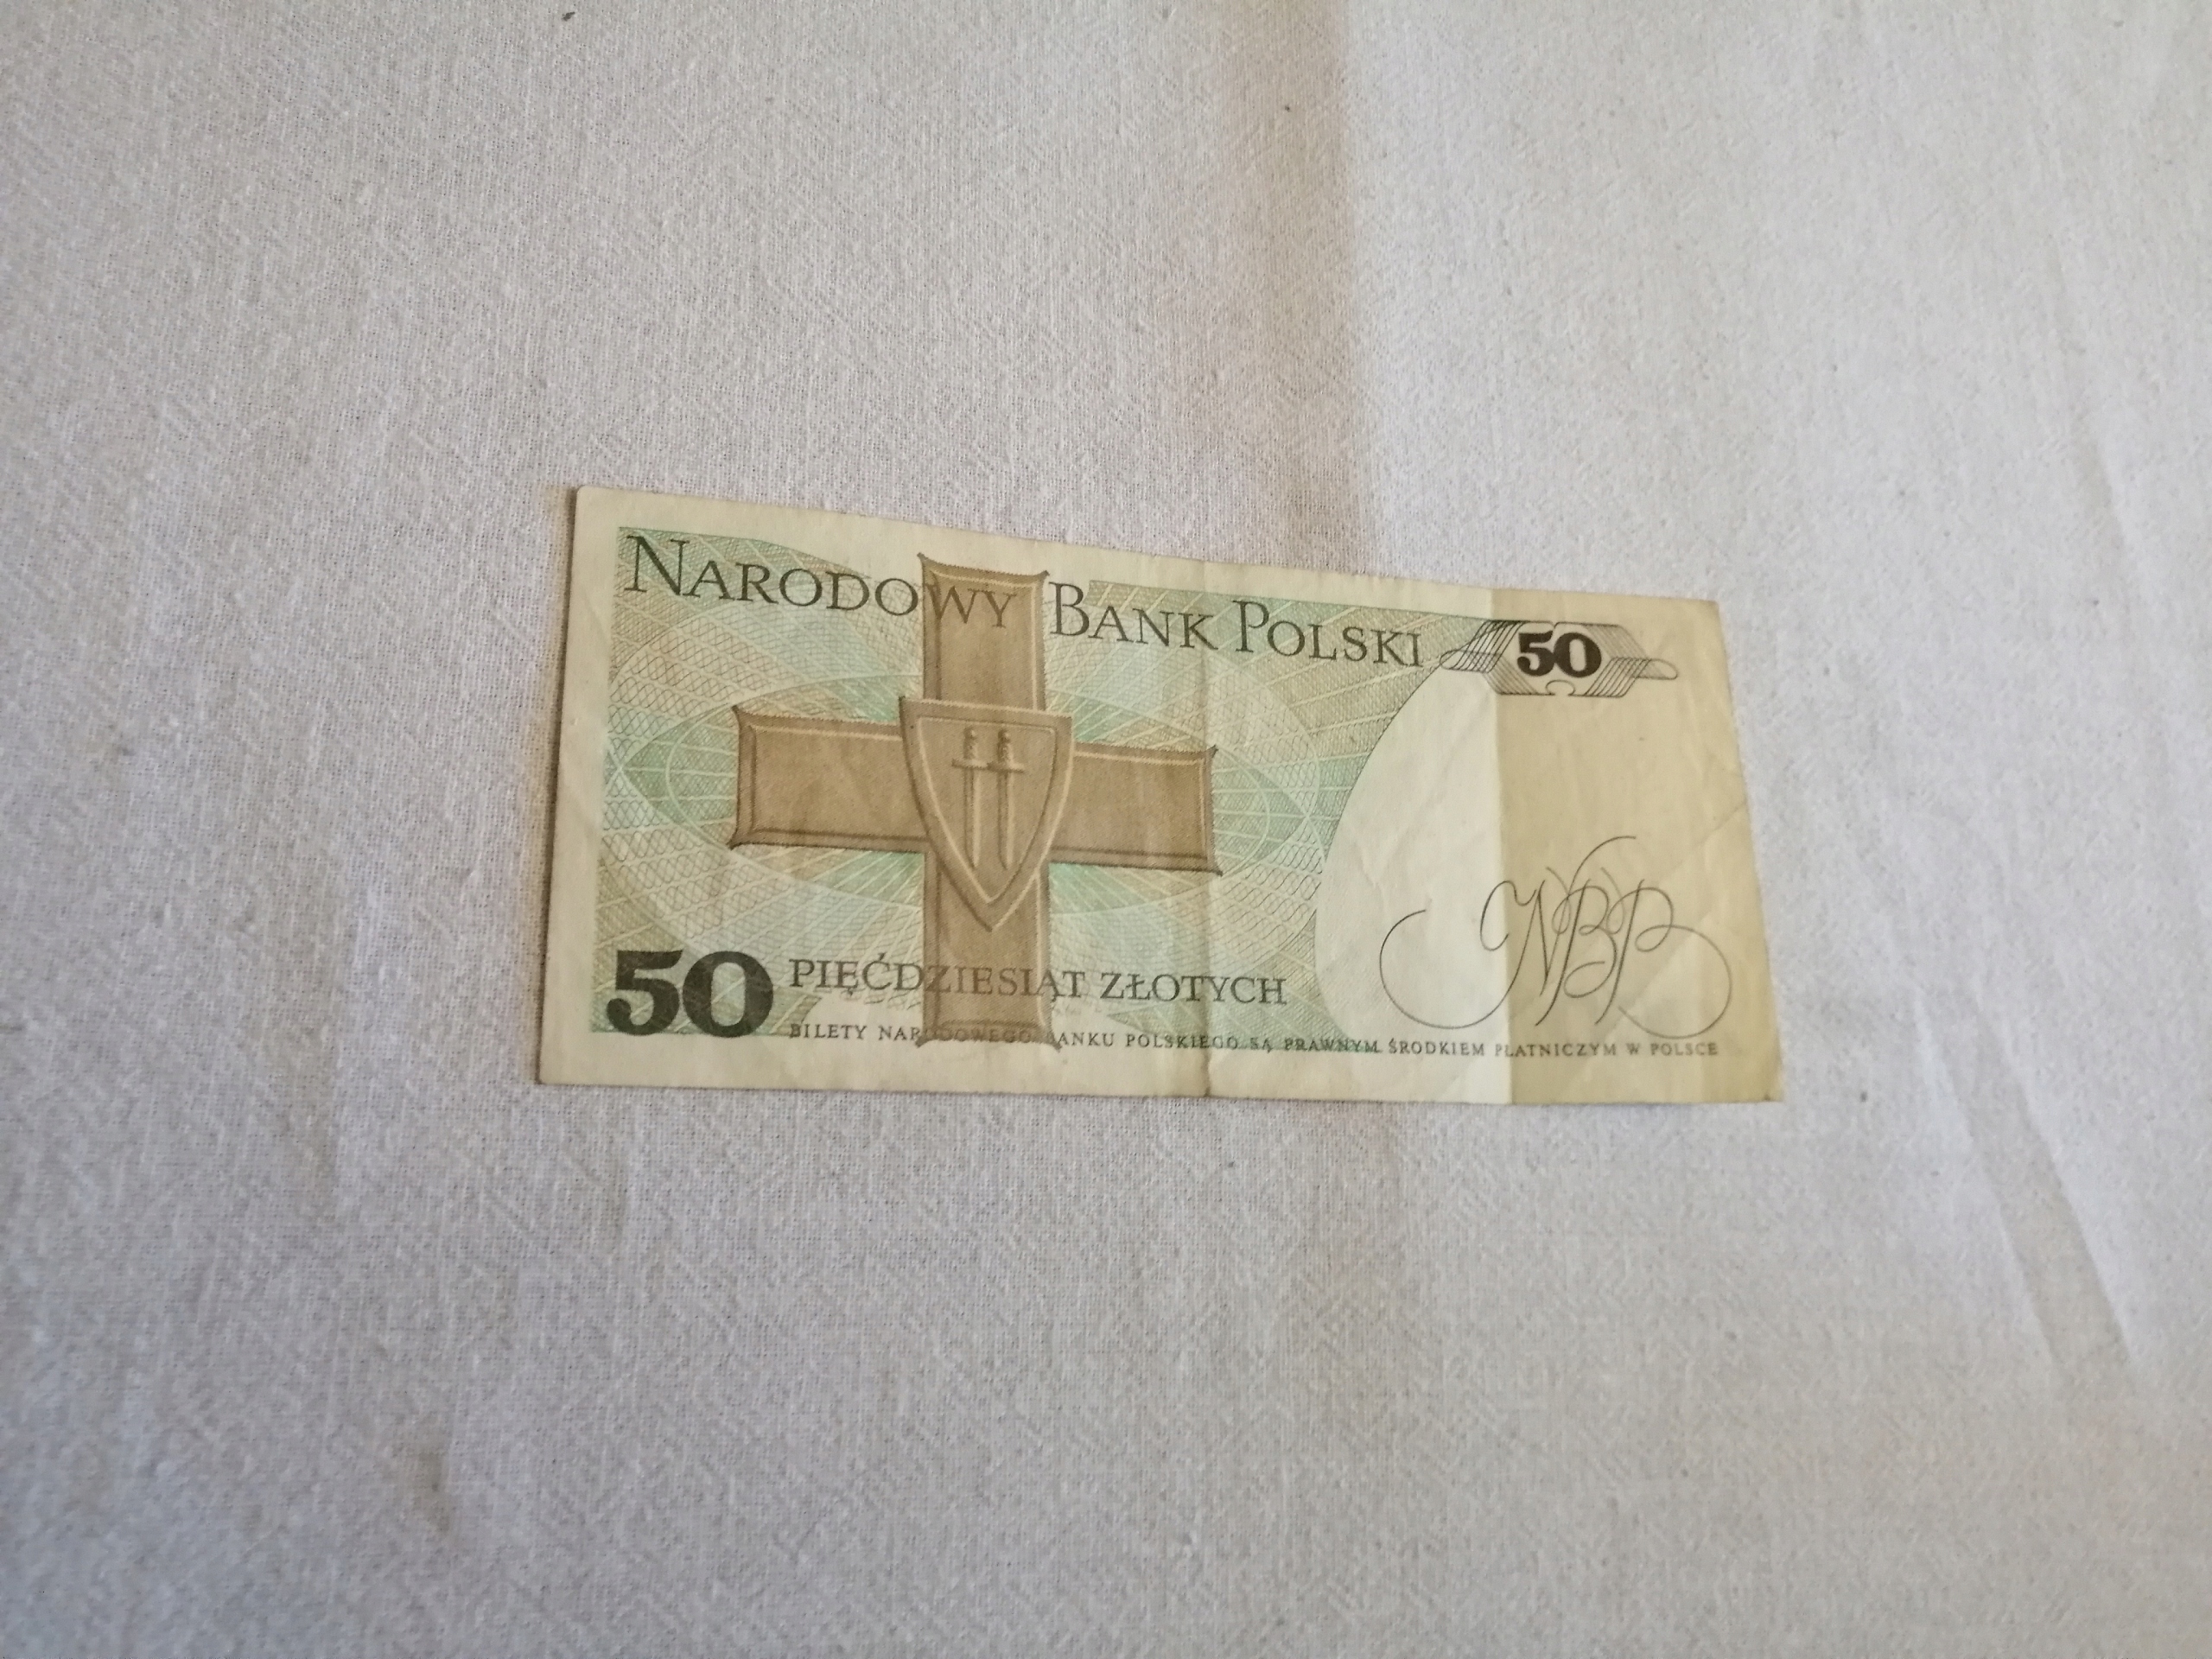 NARODOWY BANK POLSKI
50
NBP
50 PIĘĆDZIESIĄT ZŁOTYCH
BILETY NARODOWEGO BANKU POLSKIEGO SĄ PRAWNYM ŚRODKIEM PŁATNICZYM W POLSCE